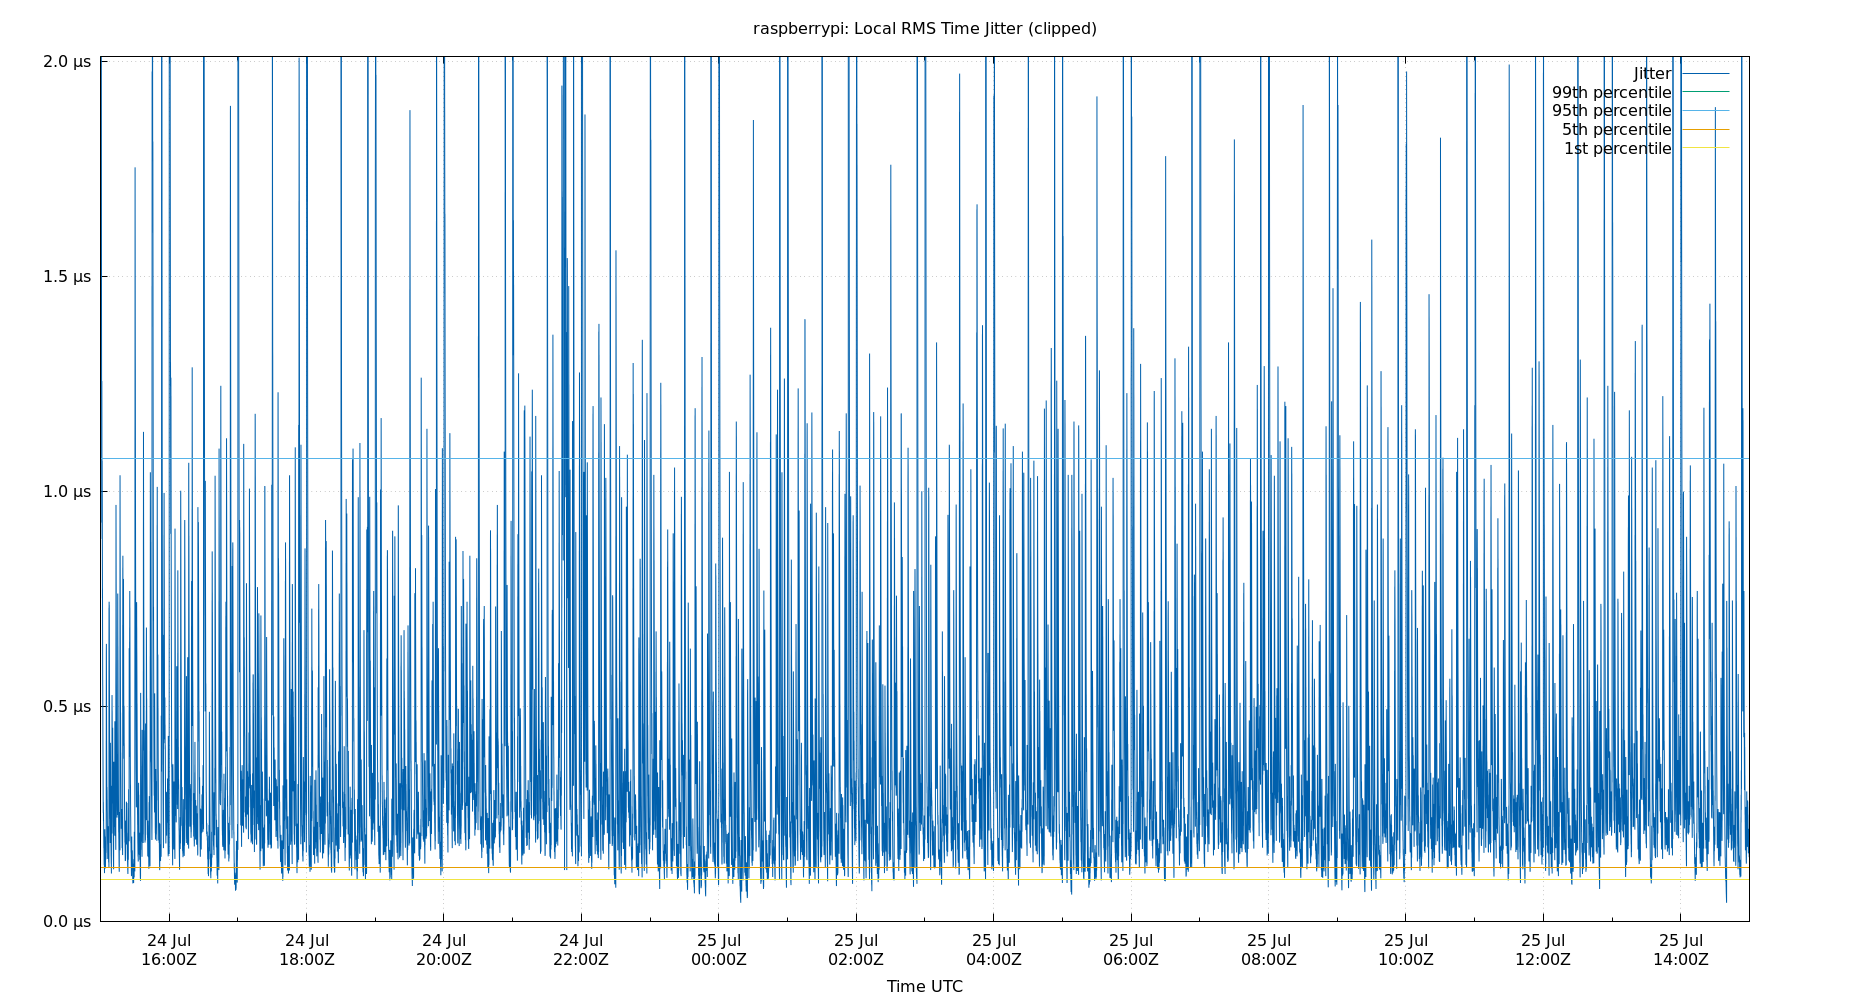 raspberrypi: Local RMS Time Jitter (clipped)
2.0 µs
1.5 µs
1.0 µs
0.5 µs
0.0 µs
Jitter
99th percentile
95th percentile
5th percentile
1st percentile
24 Jul 24 Jul 24 Jul 24 Jul 25 Jul 25 Jul 25 Jul 25 Jul 25 Jul 25 Jul 25 Jul 25 Jul
16:00Z 18:00Z 20:00Z 22:00Z 00:00Z 02:00Z 04:00Z 06:00Z 08:00Z 10:00Z 12:00Z 14:00Z
Time UTC